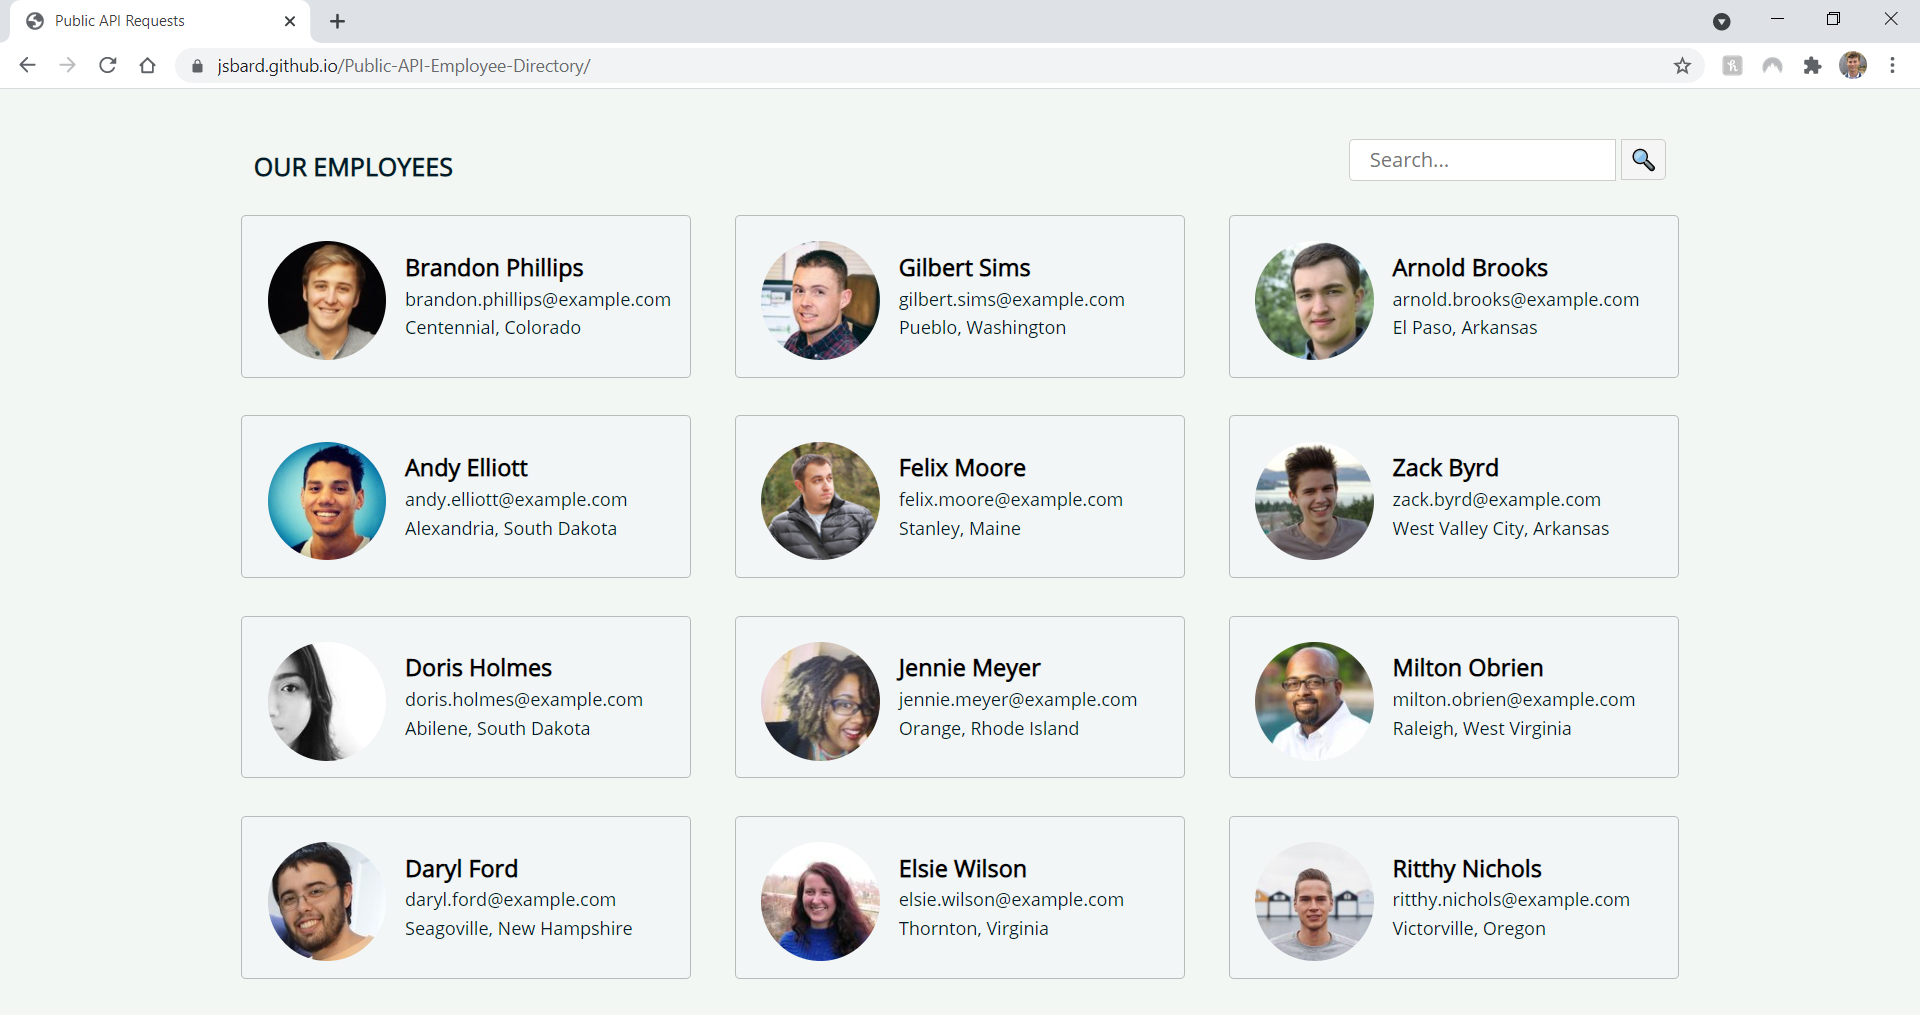 Public API Requests
jsbard.github.io/Public-API-Employee-Directory/
OUR EMPLOYEES
Search...
Brandon Phillips
brandon.phillips@example.com
Centennial, Colorado
Gilbert Sims
gilbert.sims@example.com
Pueblo, Washington
Arnold Brooks
arnold.brooks@example.com
El Paso, Arkansas
Andy Elliott
andy.elliott@example.com
Alexandria, South Dakota
Felix Moore
felix.moore@example.com
Stanley, Maine
Zack Byrd
zack.byrd@example.com
West Valley City, Arkansas
Doris Holmes
doris.holmes@example.com
Abilene, South Dakota
Jennie Meyer
jennie.meyer@example.com
Orange, Rhode Island
Milton Obrien
milton.obrien@example.com
Raleigh, West Virginia
Daryl Ford
daryl.ford@example.com
Seagoville, New Hampshire
Elsie Wilson
elsie.wilson@example.com
Thornton, Virginia
Ritthy Nichols
ritthy.nichols@example.com
Victorville, Oregon